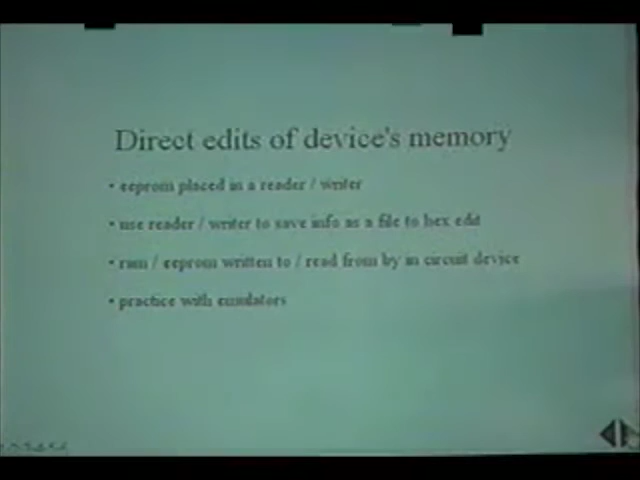 Direct edits of device's memory
• eeprom placed in a reader / writer
• use reader / writer to save info as a file to hex edit
• ram / eeprom written to / read from by in circuit device
• practice with emulators